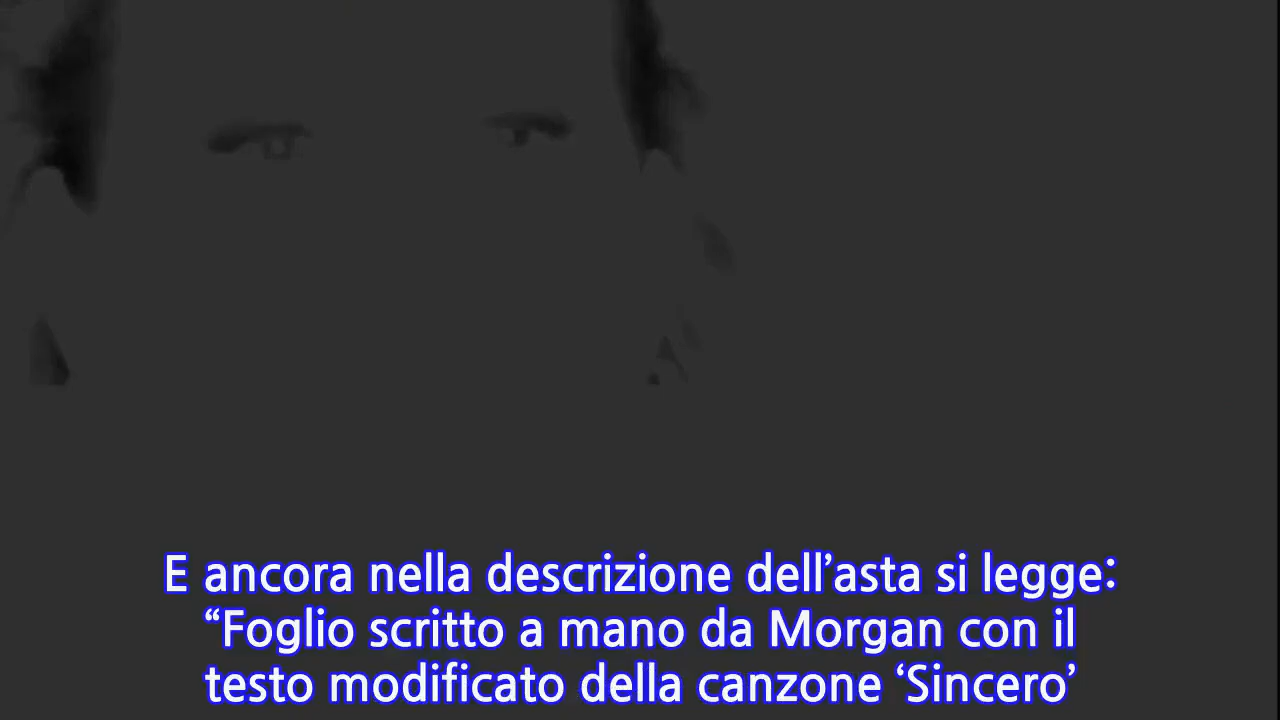 E ancora nella descrizione dell’asta si legge:
“Foglio scritto a mano da Morgan con il
testo modificato della canzone ‘Sincero’